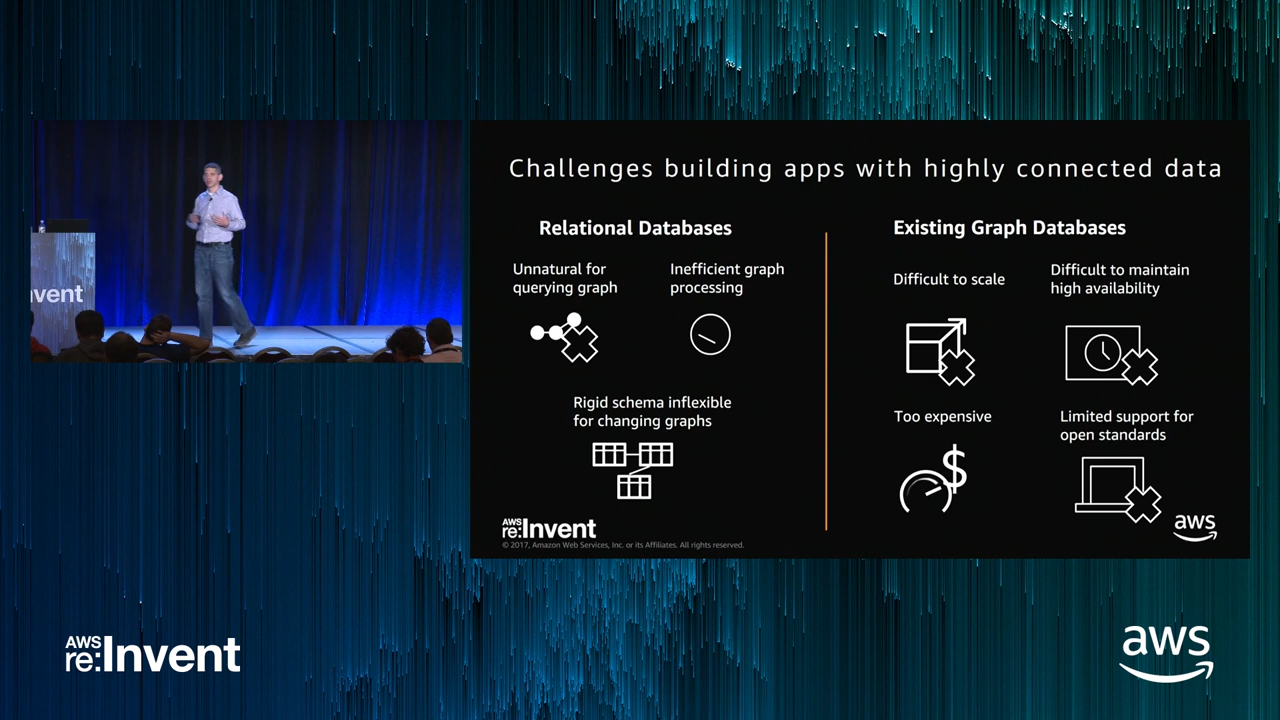 Challenges building apps with highly connected data
Relational Databases
Unnatural for
querying graph
Inefficient graph
processing
Rigid schema inflexible
for changing graphs
Existing Graph Databases
Difficult to scale
Difficult to maintain
high availability
Too expensive
$
Limited support for
open standards
AWS
re:Invent
© 2017, Amazon Web Services, Inc. or its Affiliates. All rights reserved.
aws
nvent
AWS
re:Invent
aws